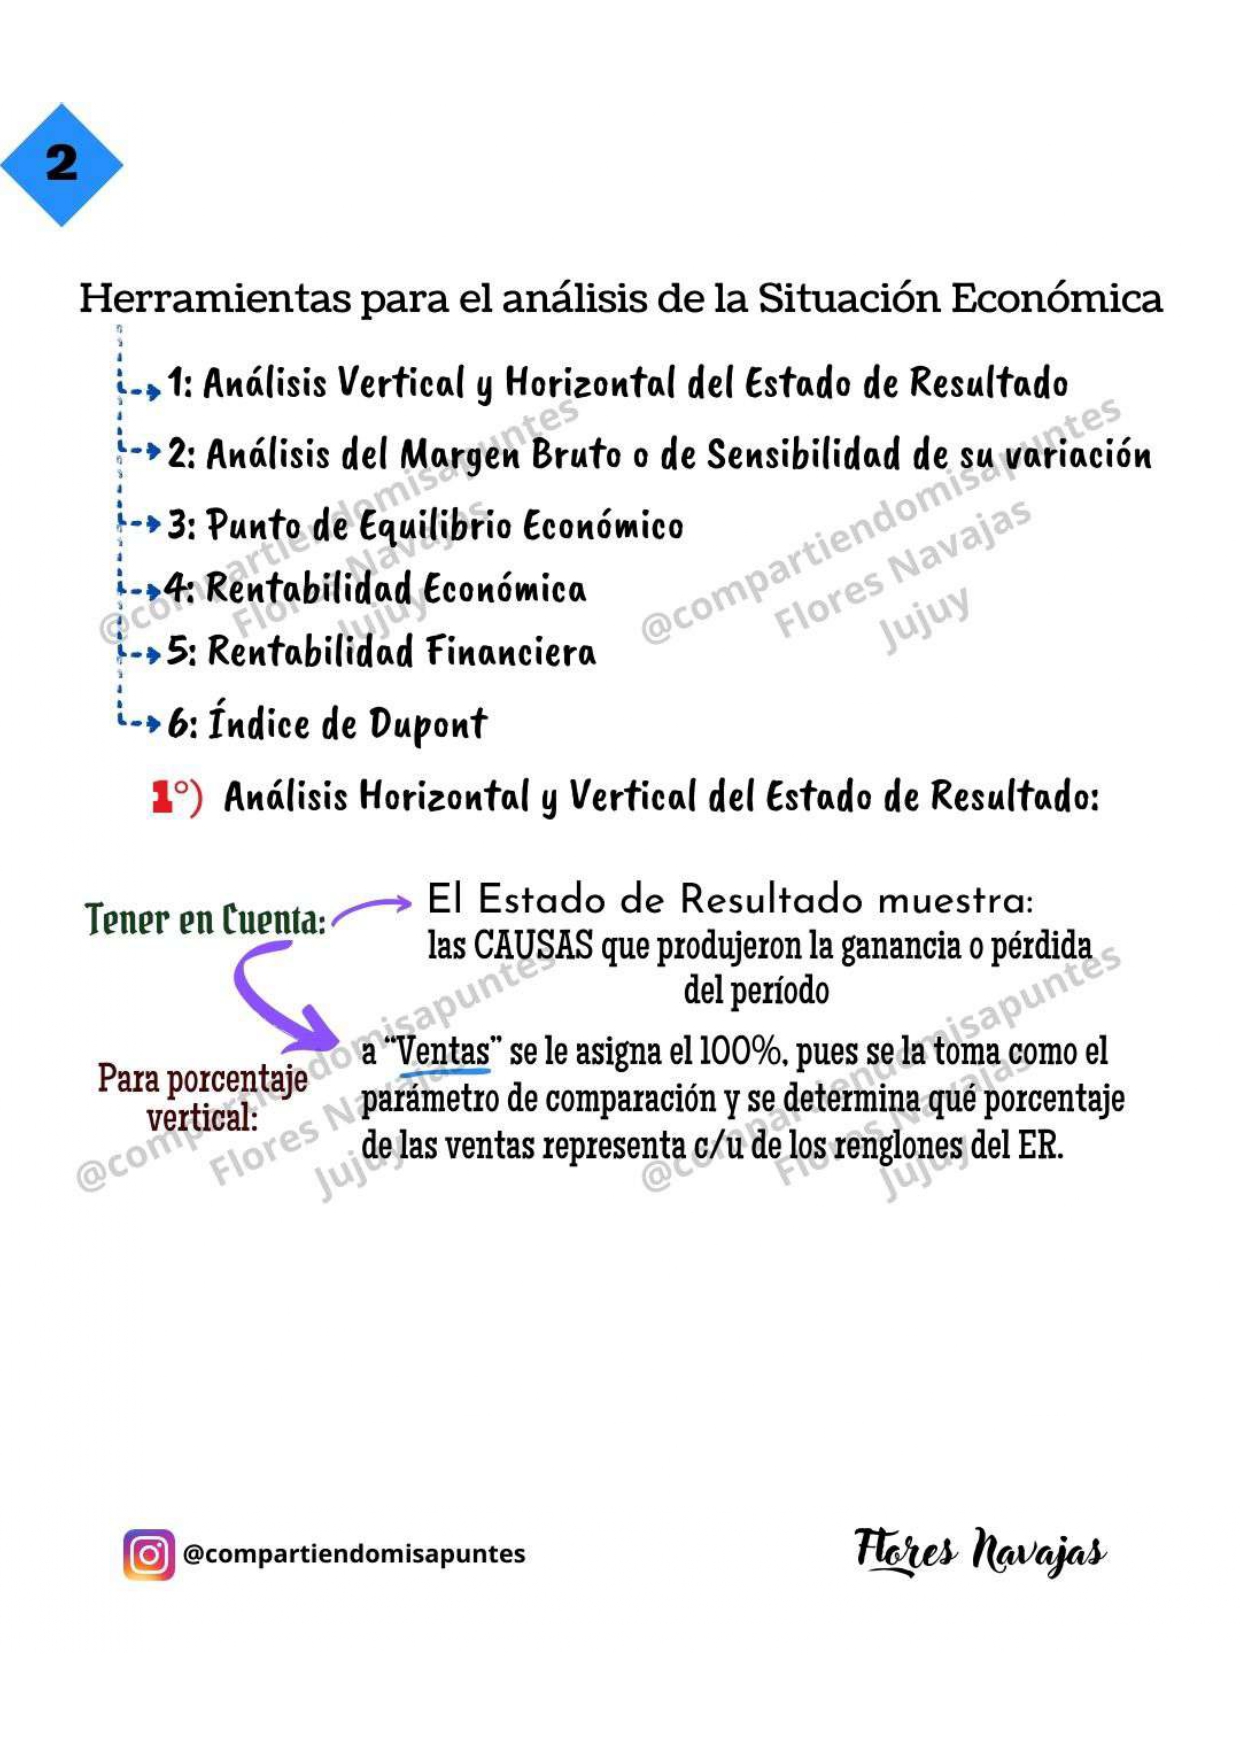 2
Herramientas para el análisis de la Situación Económica
1: Análisis Vertical y Horizontal del Estado de Resultado
2: Análisis del Margen Bruto o de Sensibilidad de su variación
3: Punto de Equilibrio Económico
4: Rentabilidad Económica
5: Rentabilidad Financiera
6: Índice de Dupont
@compartiendomisapuntes
Flores Navajas
Jujuy
@compartiendomisapuntes
Flores Navajas
Jujuy
1°) Análisis Horizontal y Vertical del Estado de Resultado:
Tener en Cuenta:
El Estado de Resultado muestra:
las CAUSAS que produjeron la ganancia o pérdida
del período
Para porcentaje
vertical:
a “Ventas” se le asigna el 100%, pues se la toma como el
parámetro de comparación y se determina qué porcentaje
de las ventas representa c/u de los renglones del ER.
@compartiendomisapuntes
Flores Navajas
Jujuy
@compartiendomisapuntes
Flores Navajas
Jujuy
@compartiendomisapuntes
Flores Navajas